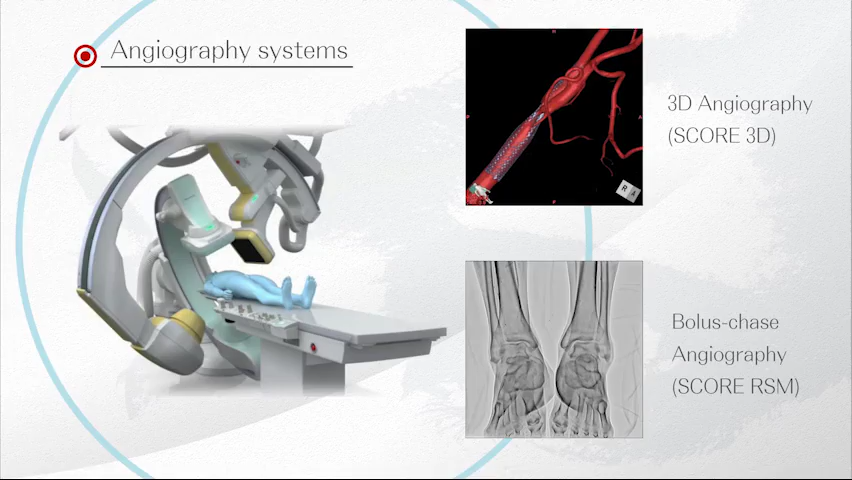 Angiography systems
3D Angiography
(SCORE 3D)
R A
Bolus-chase
Angiography
(SCORE RSM)